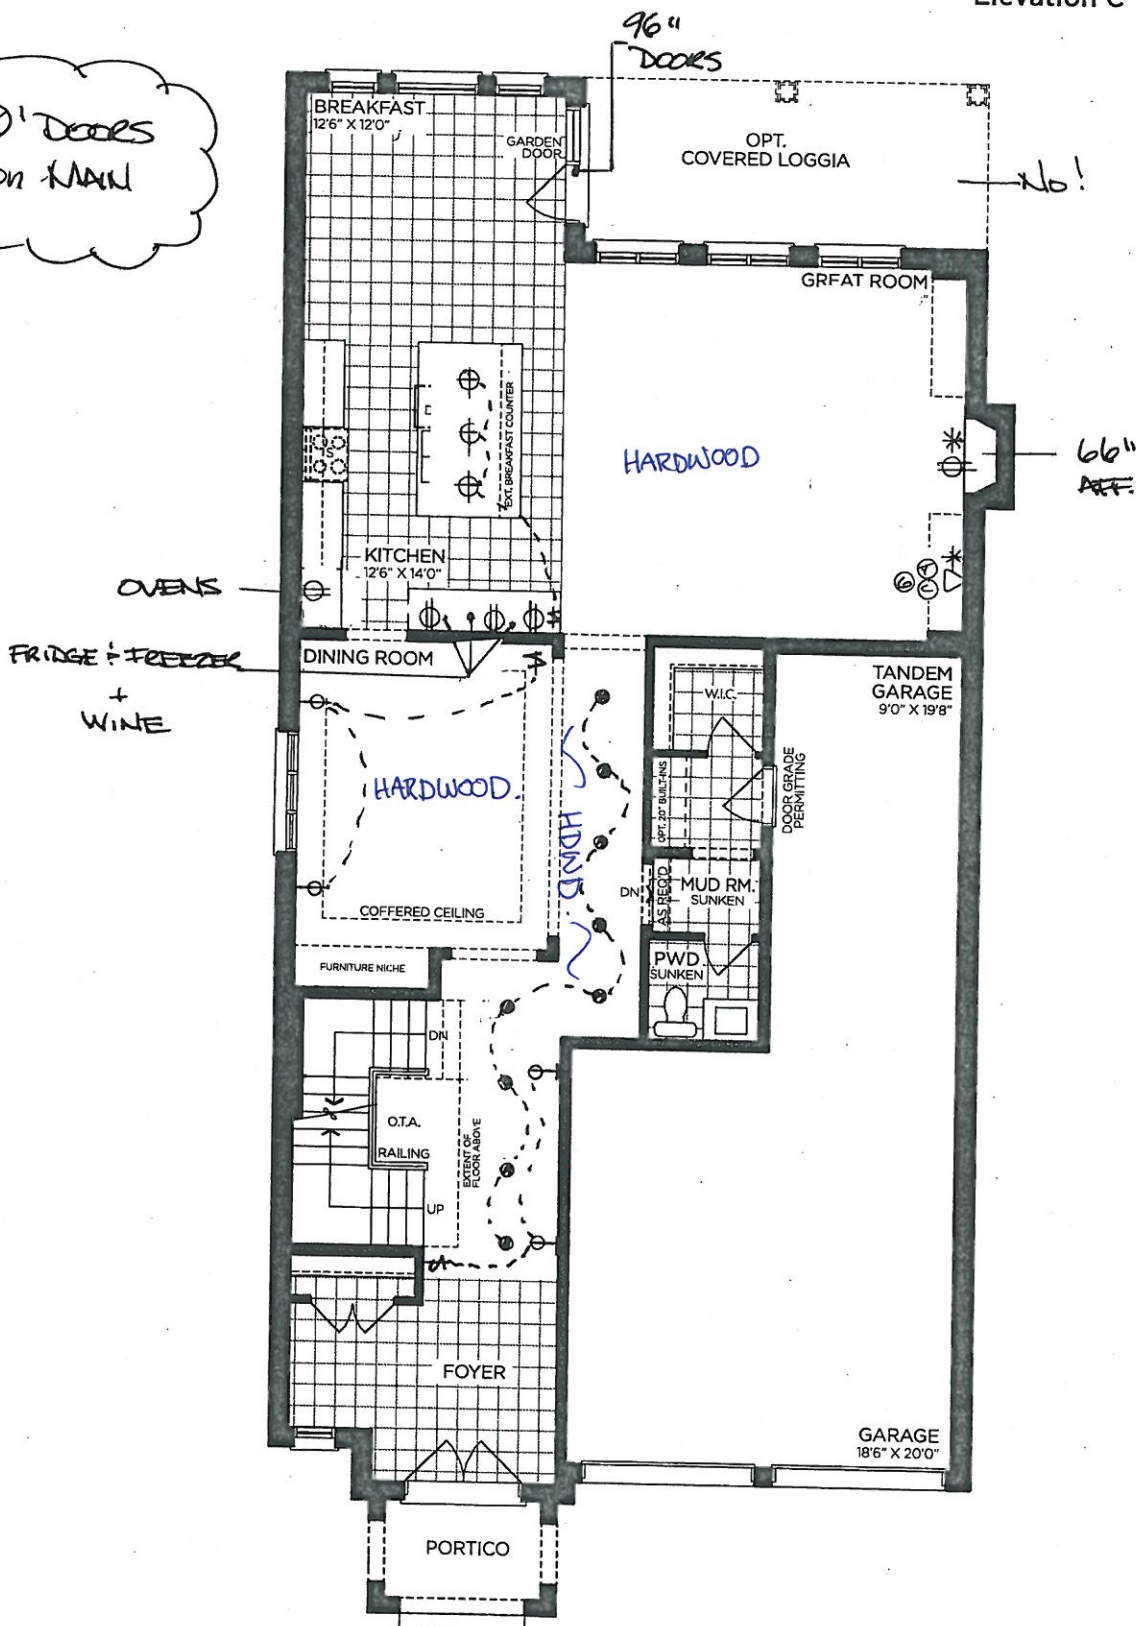 Elevation C
96"
DOORS
' DOORS
on MAIN
BREAKFAST
12'6" X 12'0"
GARDEN
DOOR
OPT.
COVERED LOGGIA
No!
GREAT ROOM
EXT. BREAKFAST COUNTER
HARDWOOD
66"
AFF.
KITCHEN
12'6" X 14'0"
OVENS
FRIDGE & FREEZER
+
WINE
DINING ROOM
W.I.C.
TANDEM
GARAGE
9'0" X 19'8"
HARDWOOD.
HDWD.
OPT. 20" BUILT-INS
DOOR GRADE
PERMITTING
DN
AS REQ'D
MUD RM.
SUNKEN
COFFERED CEILING
FURNITURE NICHE
PWD
SUNKEN
DN
O.T.A.
RAILING
EXTENT OF
FLOOR ABOVE
UP
FOYER
GARAGE
18'6" X 20'0"
PORTICO